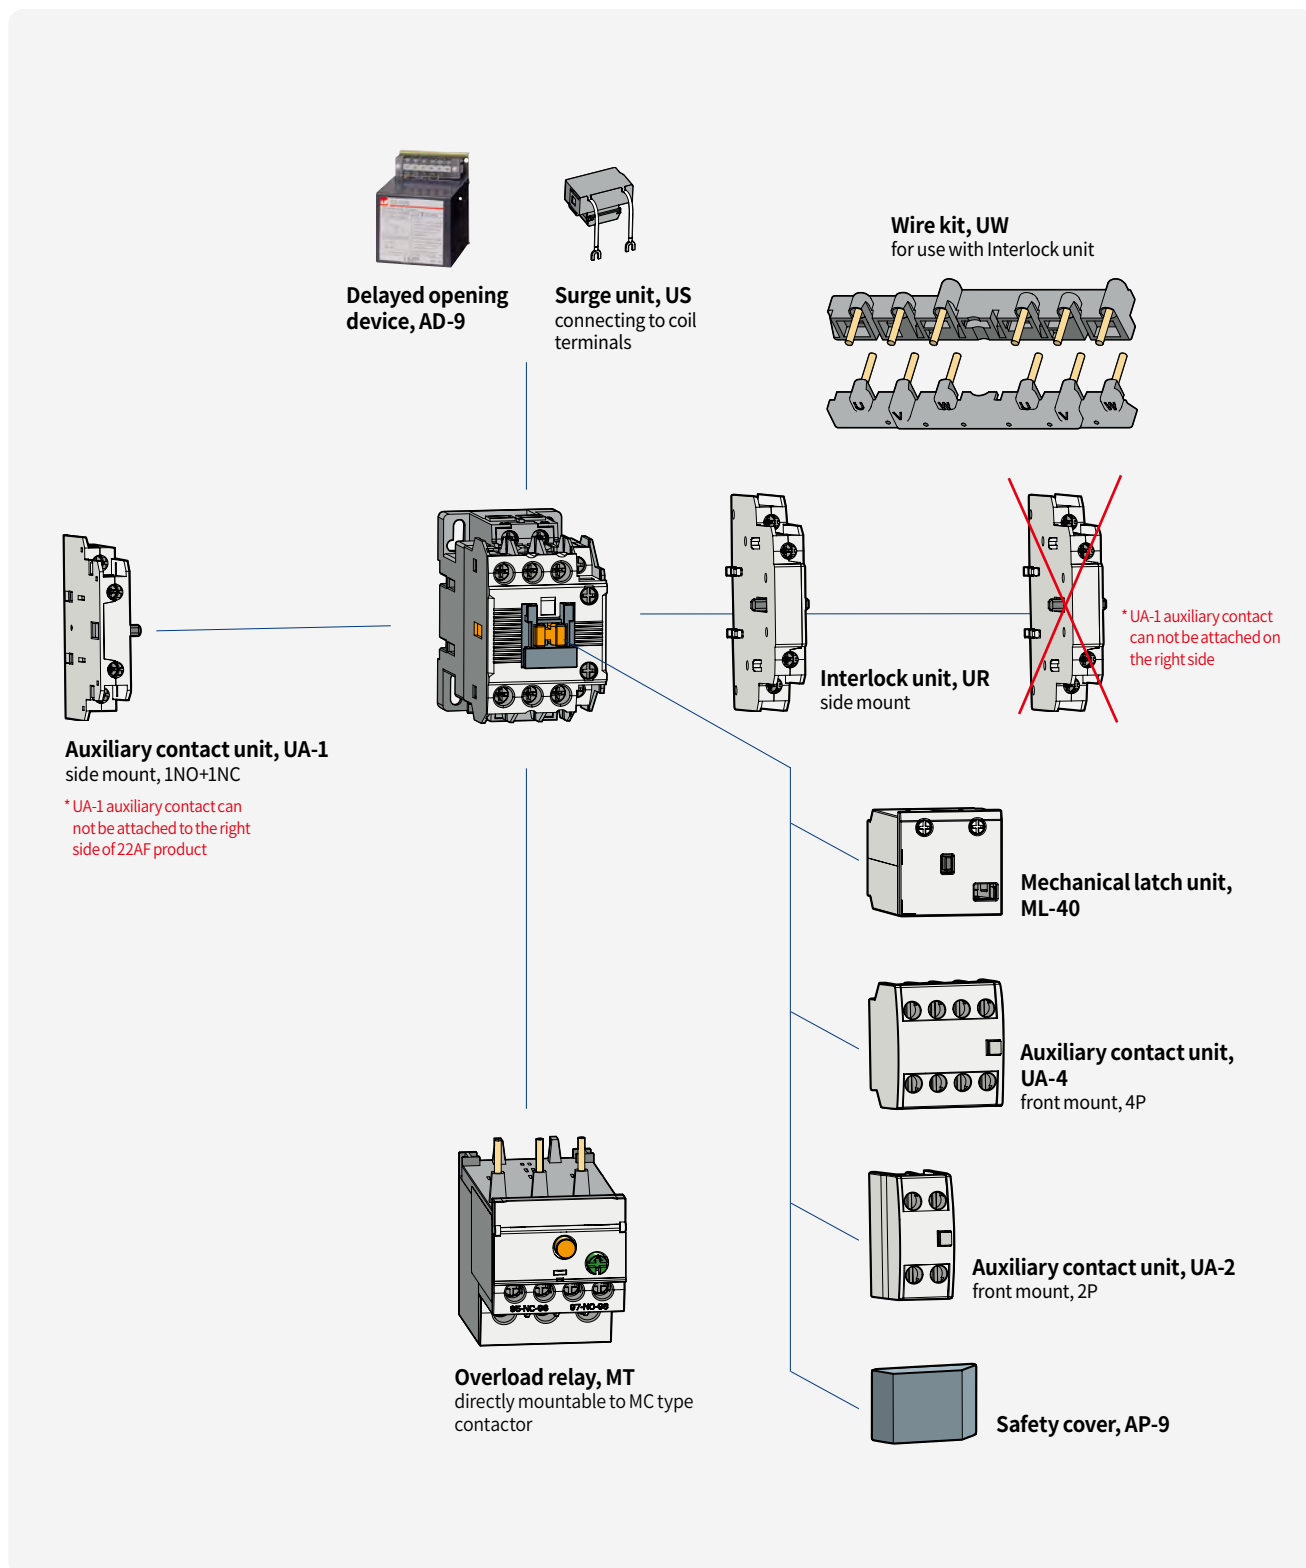 Delayed opening
device, AD-9
Surge unit, US
connecting to coil
terminals
Wire kit, UW
for use with Interlock unit
U
V
W
U
V
W
Interlock unit, UR
side mount
* UA-1 auxiliary contact
can not be attached on
the right side
Auxiliary contact unit, UA-1
side mount, 1NO+1NC
* UA-1 auxiliary contact can
not be attached to the right
side of 22AF product
Mechanical latch unit,
ML-40
Auxiliary contact unit,
UA-4
front mount, 4P
Auxiliary contact unit, UA-2
front mount, 2P
95-NC-96 97-NO-98
Overload relay, MT
directly mountable to MC type
contactor
Safety cover, AP-9